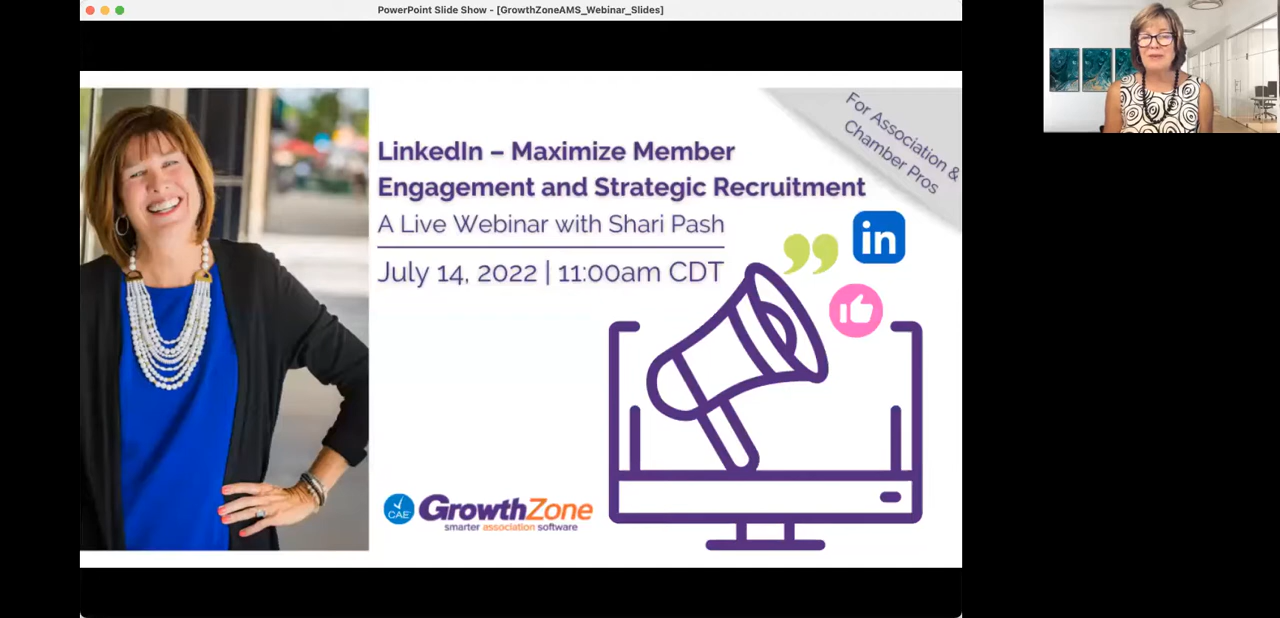 PowerPoint Slide Show - [GrowthZoneAMS_Webinar_Slides]
For Association &
Chamber Pros
LinkedIn – Maximize Member
Engagement and Strategic Recruitment
A Live Webinar with Shari Pash
July 14, 2022 | 11:00am CDT
in
CAE
GrowthZone
smarter association software